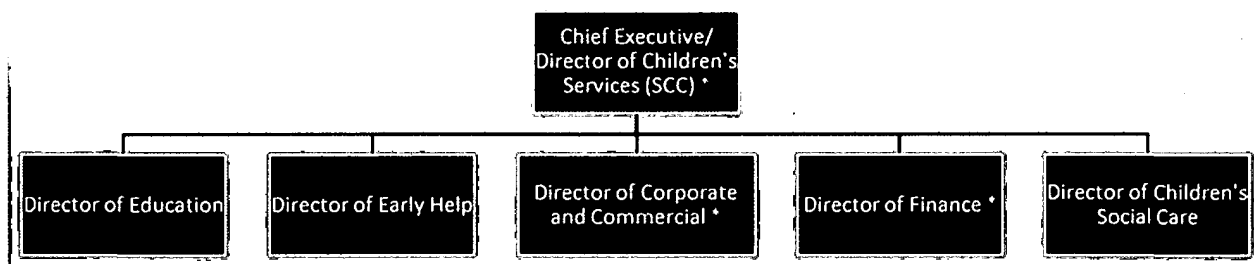 Chief Executive/
Director of Children's
Services (SCC) *
Director of Education
Director of Early Help
Director of Corporate
and Commercial *
Director of Finance *
Director of Children's
Social Care